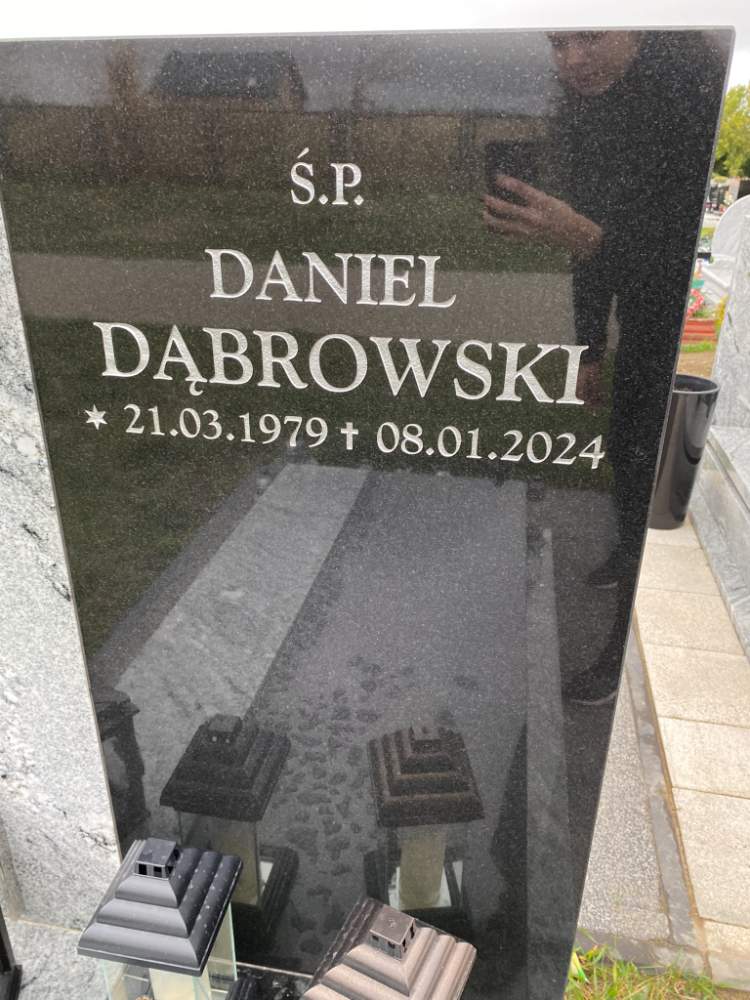 Ś.P.
DANIEL
DĄBROWSKI
* 21.03.1979 † 08.01.2024